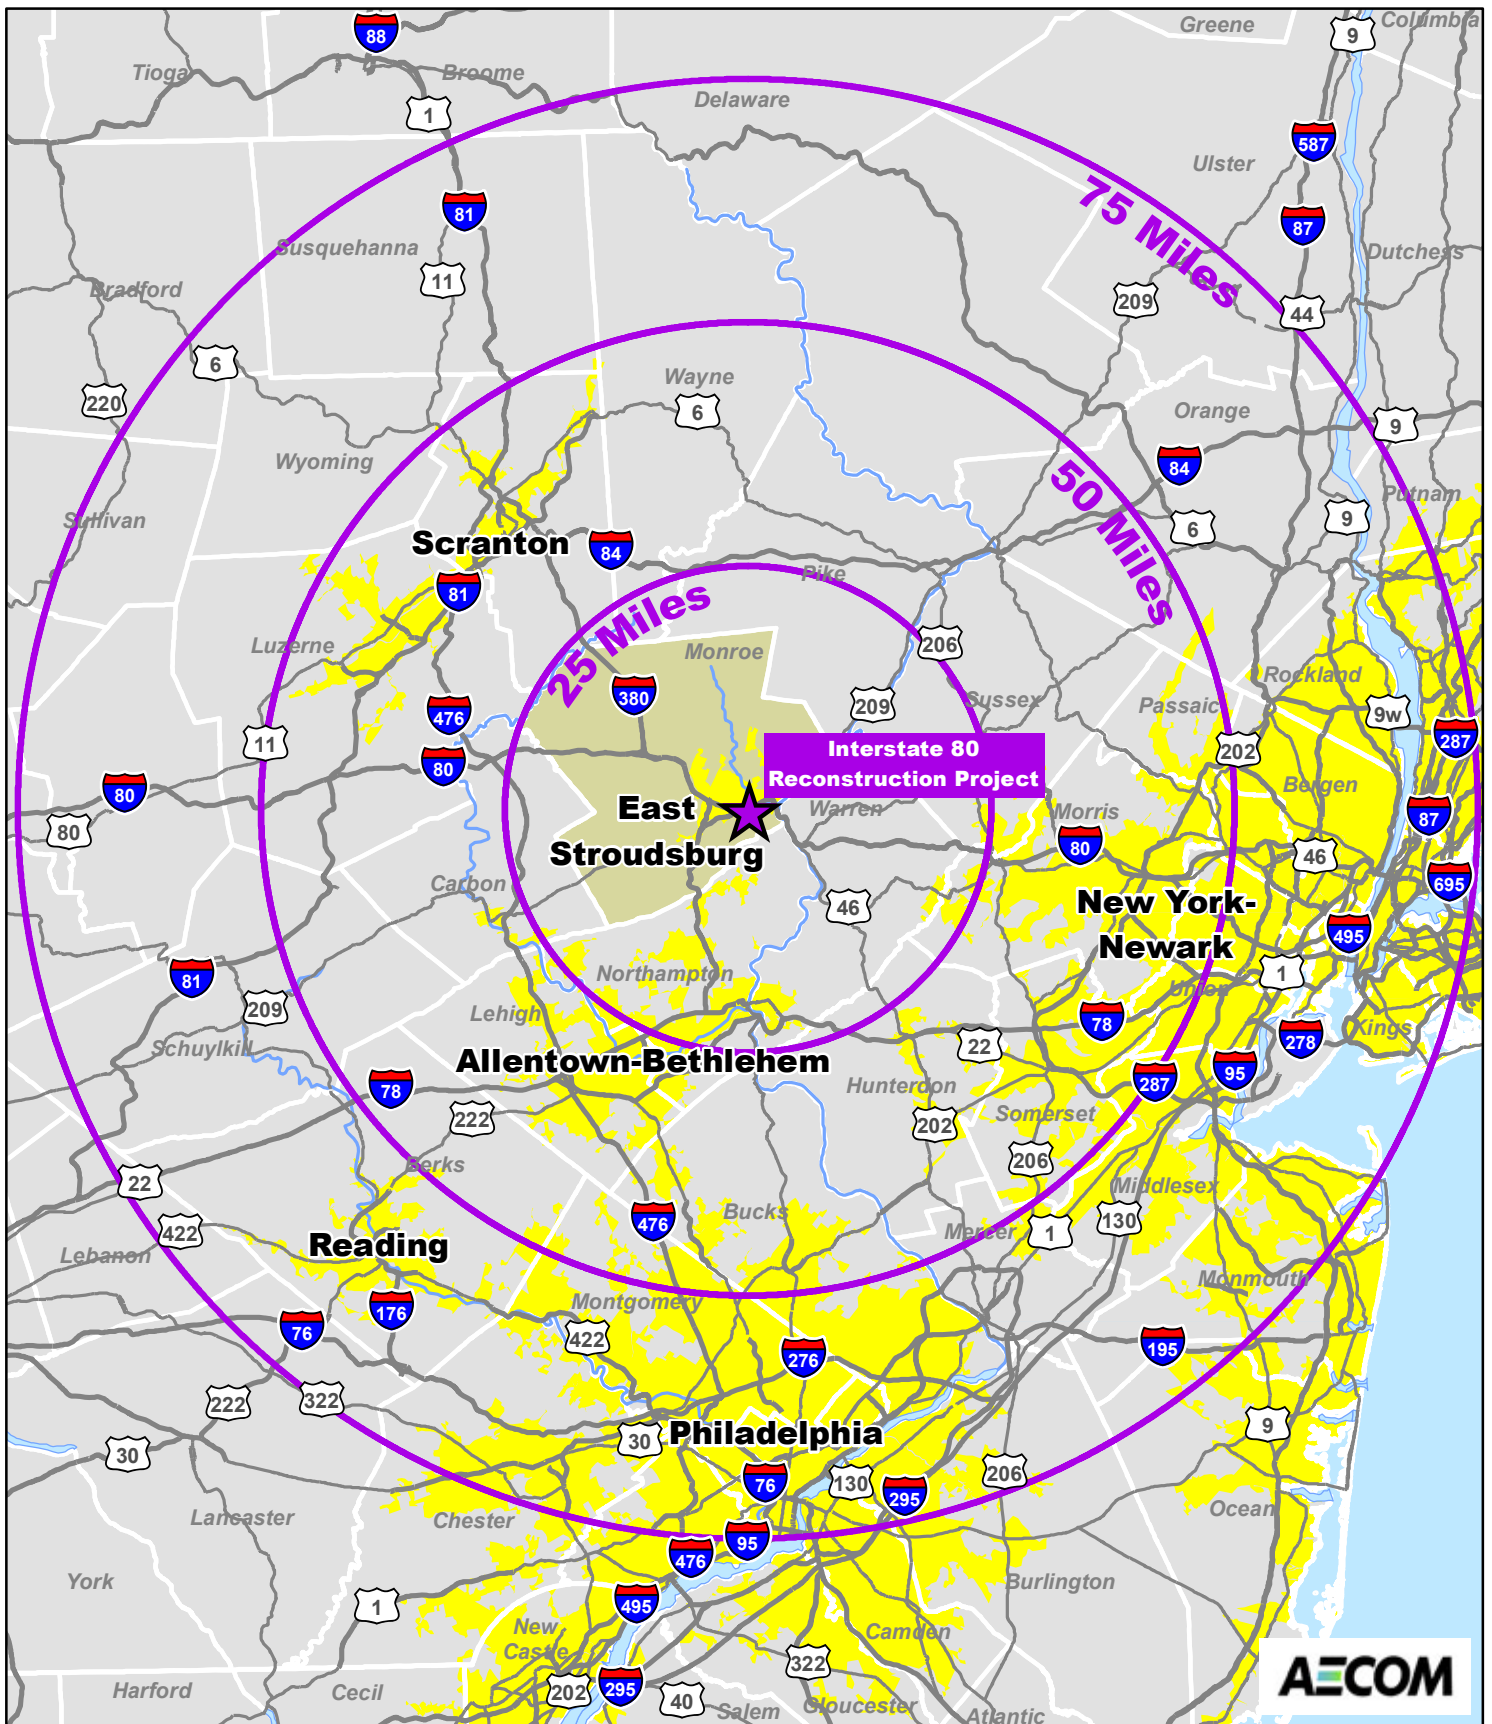 88
Greene
Columbia
9
Tioga
Broome
Delaware
1
587
Ulster
75 Miles
81
87
Susquehanna
Dutchess
11
Bradford
209
44
6
220
Wayne
6
Orange
9
Wyoming
84
50 Miles
Putnam
Sullivan
9
6
Scranton
84
Pike
81
25 Miles
Luzerne
Monroe
206
Rockland
380
Sussex
Passaic
209
476
9w
11
287
202
Interstate 80
Reconstruction Project
80
80
Bergen
East
Warren
Morris
87
80
80
Stroudsburg
46
Carbon
695
46
New York-
Newark
495
Northampton
81
1
Union
209
Lehigh
78
Kings
278
Schuylkill
22
Allentown-Bethlehem
95
78
Hunterdon
287
222
Somerset
202
Berks
206
22
Middlesex
Bucks
476
130
422
Mercer
1
Reading
Lebanon
Monmouth
176
Montgomery
76
422
276
195
222
322
9
Philadelphia
30
30
206
76
130
295
Ocean
Lancaster
Chester
95
476
York
Burlington
1
495
New
Castle
Camden
322
295
202
40
Harford
Cecil
Salem
Gloucester
Atlantic
AECOM